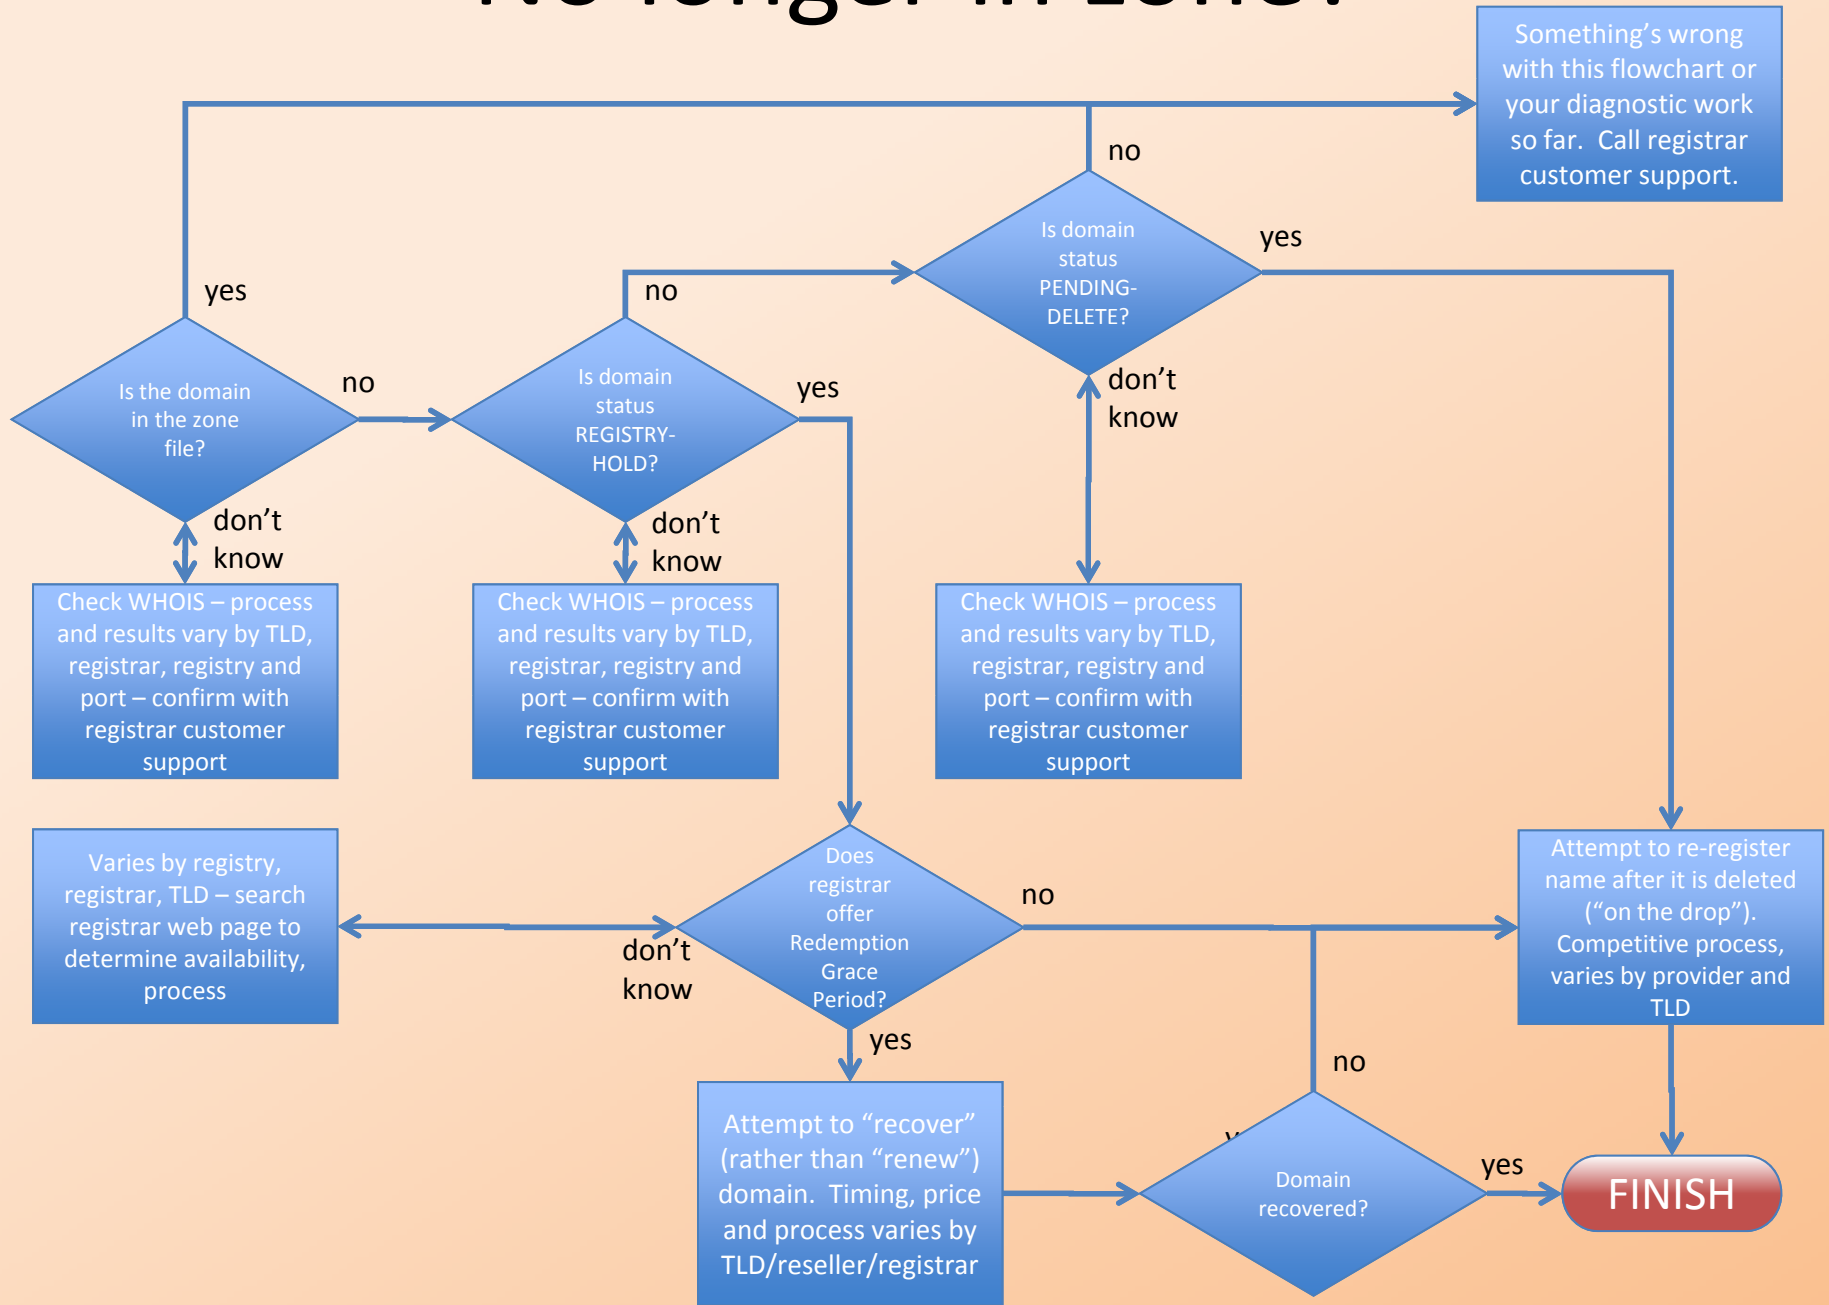 No longer in zone?
Something's wrong
with this flowchart or
your diagnostic work
so far.  Call registrar
customer support.
no
Is domain
status
PENDING-
DELETE?
yes
yes
no
Is the domain
in the zone
file?
no
Is domain
status
REGISTRY-
HOLD?
yes
don't
know
don't
know
don't
know
Check WHOIS – process
and results vary by TLD,
registrar, registry and
port – confirm with
registrar customer
support
Check WHOIS – process
and results vary by TLD,
registrar, registry and
port – confirm with
registrar customer
support
Check WHOIS – process
and results vary by TLD,
registrar, registry and
port – confirm with
registrar customer
support
Varies by registry,
registrar, TLD – search
registrar web page to
determine availability,
process
don't
know
Does
registrar
offer
Redemption
Grace
Period?
no
Attempt to re-register
name after it is deleted
(“on the drop”).
Competitive process,
varies by provider and
TLD
yes
no
Attempt to “recover”
(rather than “renew”)
domain.  Timing, price
and process varies by
TLD/reseller/registrar
Domain
recovered?
yes
FINISH